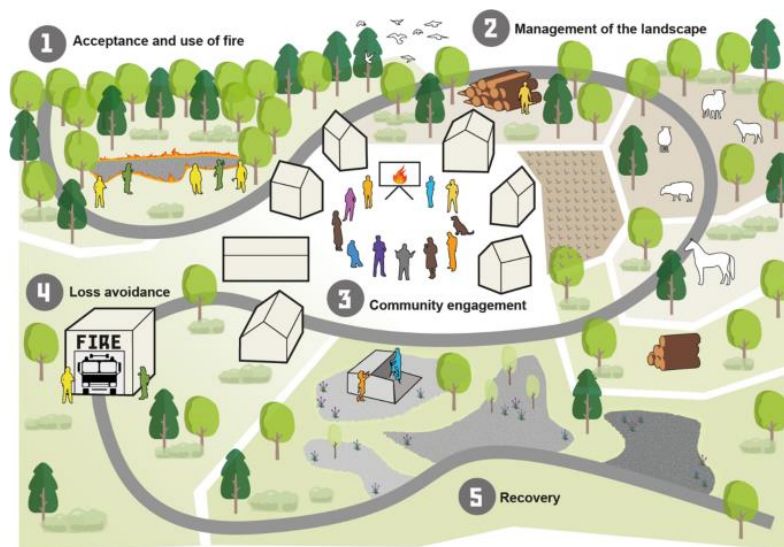 1 Acceptance and use of fire
2 Management of the landscape
3 Community engagement
4 Loss avoidance
FIRE
5 Recovery